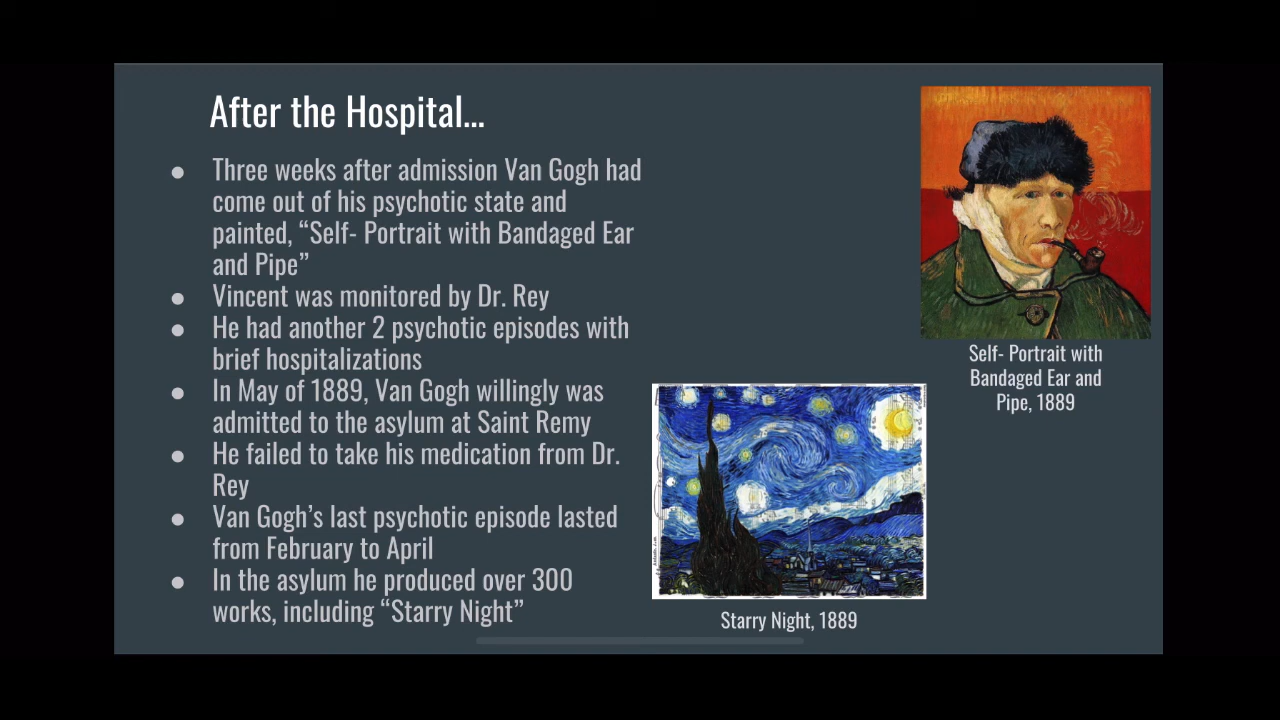 After the Hospital...
● Three weeks after admission Van Gogh had
come out of his psychotic state and
painted, “Self- Portrait with Bandaged Ear
and Pipe”
● Vincent was monitored by Dr. Rey
● He had another 2 psychotic episodes with
brief hospitalizations
● In May of 1889, Van Gogh willingly was
admitted to the asylum at Saint Remy
● He failed to take his medication from Dr.
Rey
● Van Gogh’s last psychotic episode lasted
from February to April
● In the asylum he produced over 300
works, including “Starry Night”
Self- Portrait with
Bandaged Ear and
Pipe, 1889
Starry Night, 1889